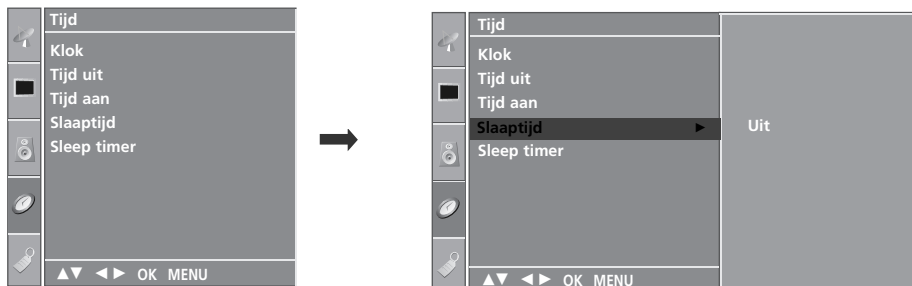 Tijd
Klok
Tijd uit
Tijd aan
Slaaptijd
Sleep timer
▲▼ ◄► OK MENU
Tijd
Klok
Tijd uit
Tijd aan
Slaaptijd ► Uit
Sleep timer
▲▼ ◄► OK MENU